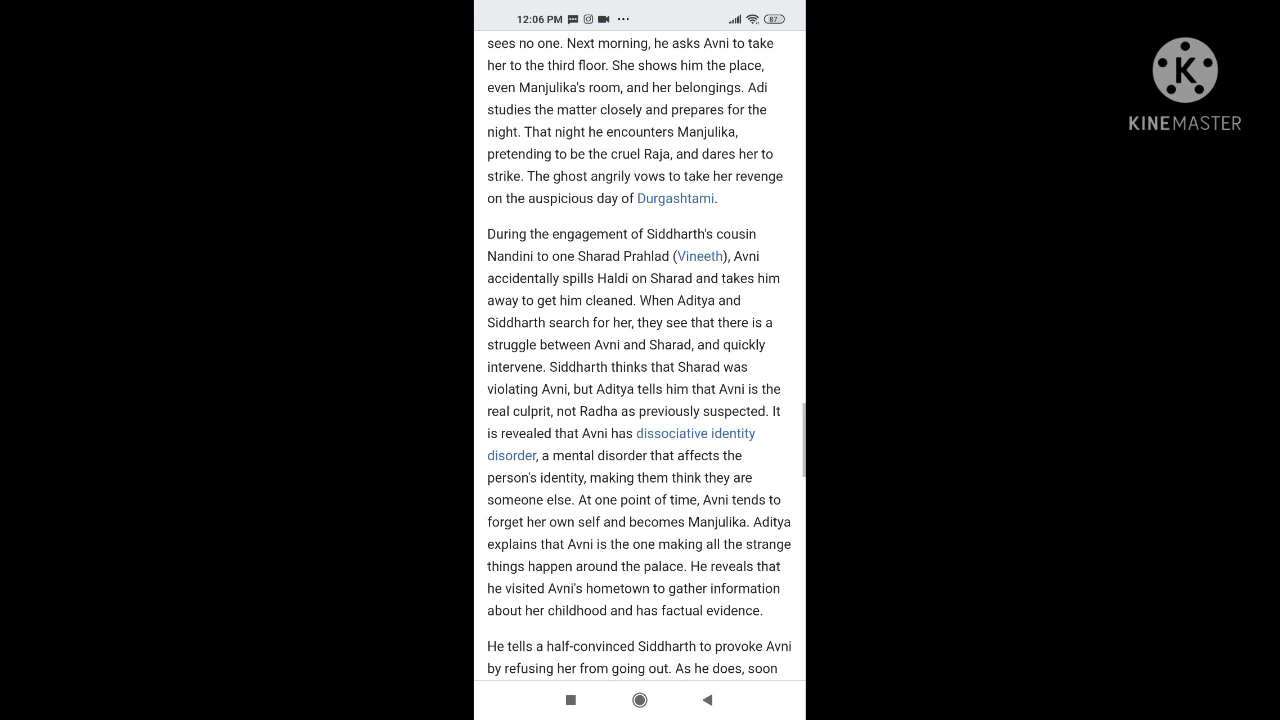 12:06 PM
87
sees no one. Next morning, he asks Avni to take
her to the third floor. She shows him the place,
even Manjulika's room, and her belongings. Adi
studies the matter closely and prepares for the
night. That night he encounters Manjulika,
pretending to be the cruel Raja, and dares her to
strike. The ghost angrily vows to take her revenge
on the auspicious day of Durgashtami.
During the engagement of Siddharth's cousin
Nandini to one Sharad Prahlad (Vineeth), Avni
accidentally spills Haldi on Sharad and takes him
away to get him cleaned. When Aditya and
Siddharth search for her, they see that there is a
struggle between Avni and Sharad, and quickly
intervene. Siddharth thinks that Sharad was
violating Avni, but Aditya tells him that Avni is the
real culprit, not Radha as previously suspected. It
is revealed that Avni has dissociative identity
disorder, a mental disorder that affects the
person's identity, making them think they are
someone else. At one point of time, Avni tends to
forget her own self and becomes Manjulika. Aditya
explains that Avni is the one making all the strange
things happen around the palace. He reveals that
he visited Avni's hometown to gather information
about her childhood and has factual evidence.
He tells a half-convinced Siddharth to provoke Avni
by refusing her from going out. As he does, soon
K
KINEMASTER